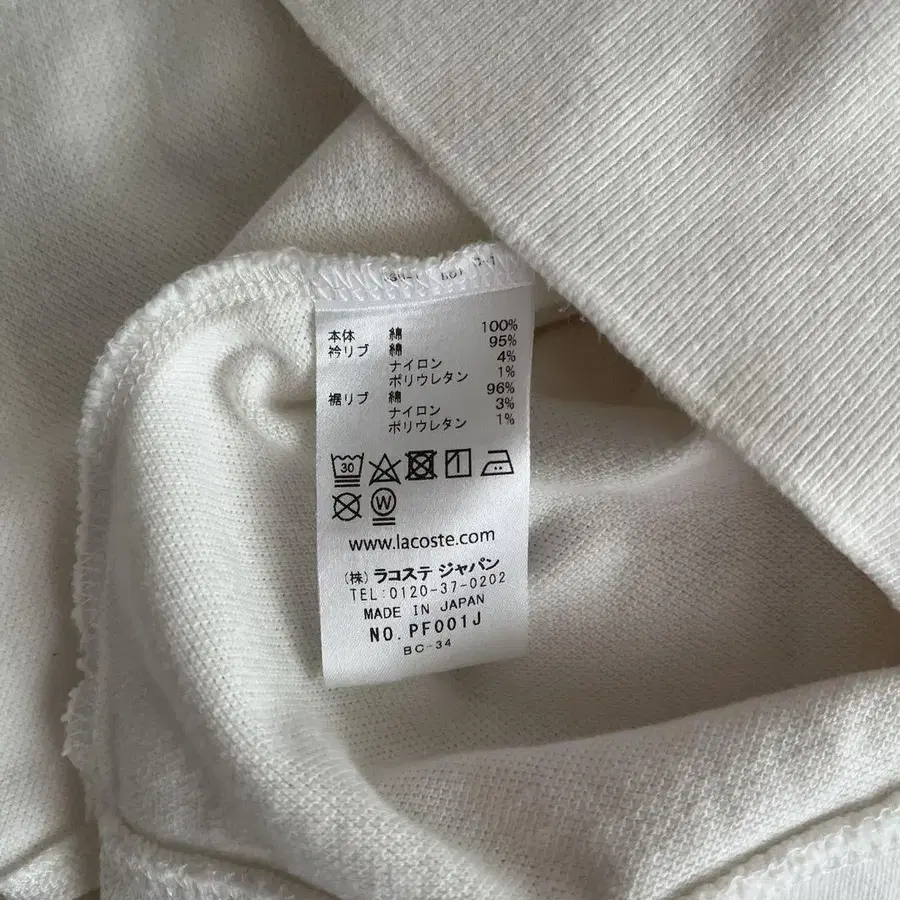 本体 綿 100%
衿リブ 綿 95%
ナイロン 4%
ポリウレタン 1%
裾リブ 綿 96%
ナイロン 3%
ポリウレタン 1%
30
W
www.lacoste.com
(株) ラコステ ジャパン
TEL:0120-37-0202
MADE IN JAPAN
NO. PF001J
BC-34